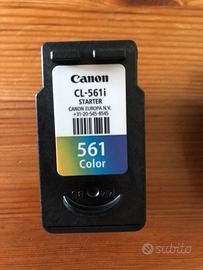 Canon
CL-561i
STARTER
CANON EUROPA N.V.
+31-20-545-8545
561
Color
subito